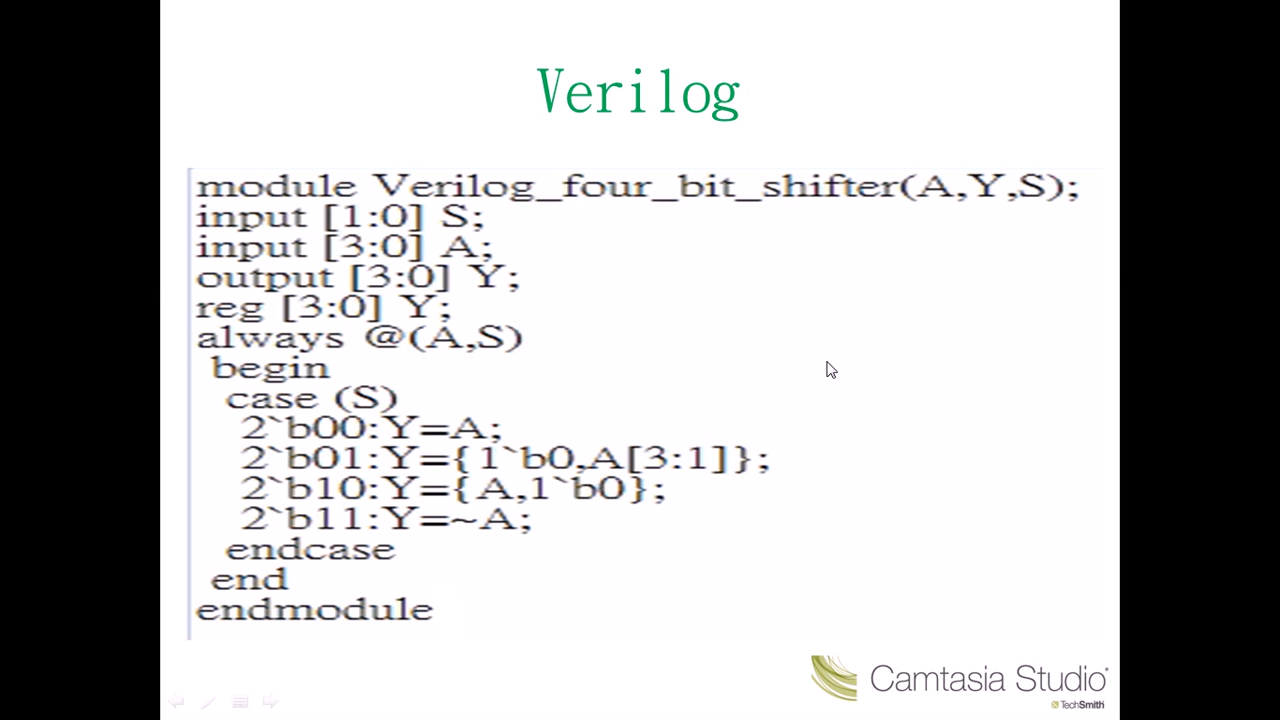 Verilog
module Verilog_four_bit_shifter(A,Y,S);
input [1:0] S;
input [3:0] A;
output [3:0] Y;
reg [3:0] Y;
always @(A,S)
begin
case (S)
2`b00:Y=A;
2`b01:Y={1`b0,A[3:1]};
2`b10:Y={A,1`b0};
2`b11:Y=~A;
endcase
end
endmodule
Camtasia Studio®
TechSmith